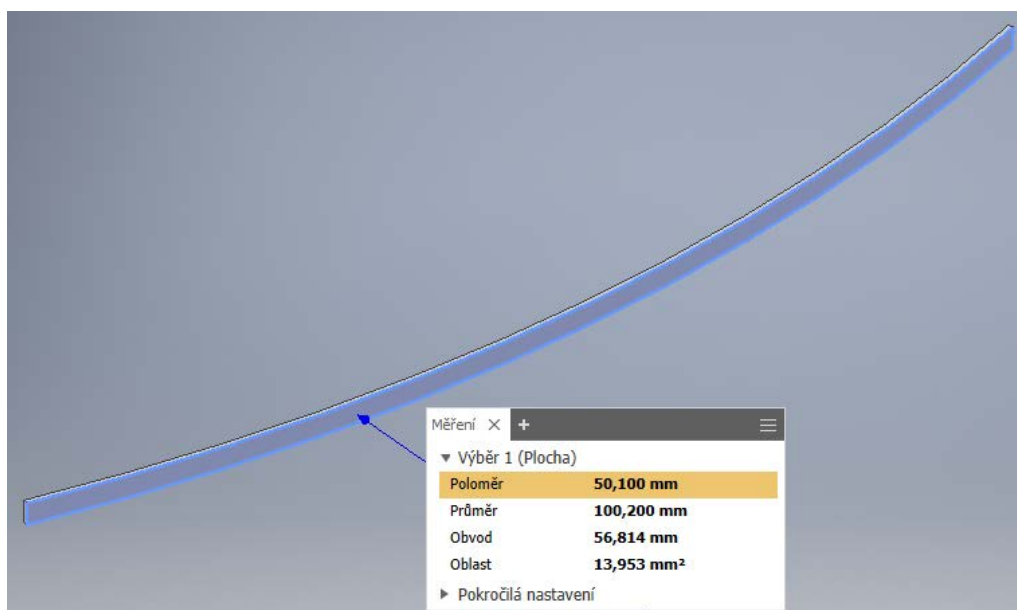 Měření × +
Výběr 1 (Plocha)
Poloměr 50,100 mm
Průměr 100,200 mm
Obvod 56,814 mm
Oblast 13,953 mm²
Pokročilá nastavení